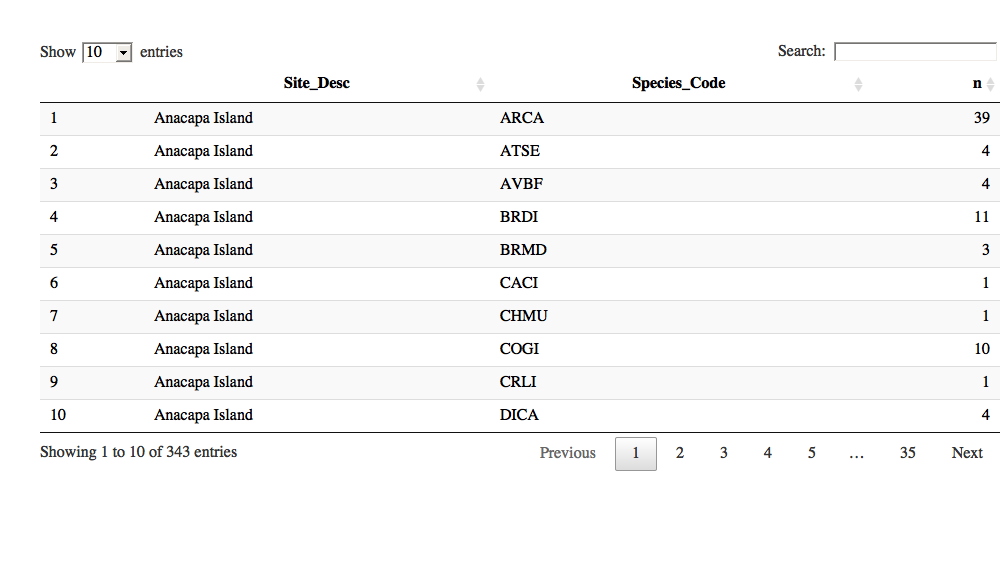 Show 10 entries Search:
Site_Desc Species_Code n
1 Anacapa Island ARCA 39
2 Anacapa Island ATSE 4
3 Anacapa Island AVBF 4
4 Anacapa Island BRDI 11
5 Anacapa Island BRMD 3
6 Anacapa Island CACI 1
7 Anacapa Island CHMU 1
8 Anacapa Island COGI 10
9 Anacapa Island CRLI 1
10 Anacapa Island DICA 4
Showing 1 to 10 of 343 entries Previous 1 2 3 4 5 … 35 Next